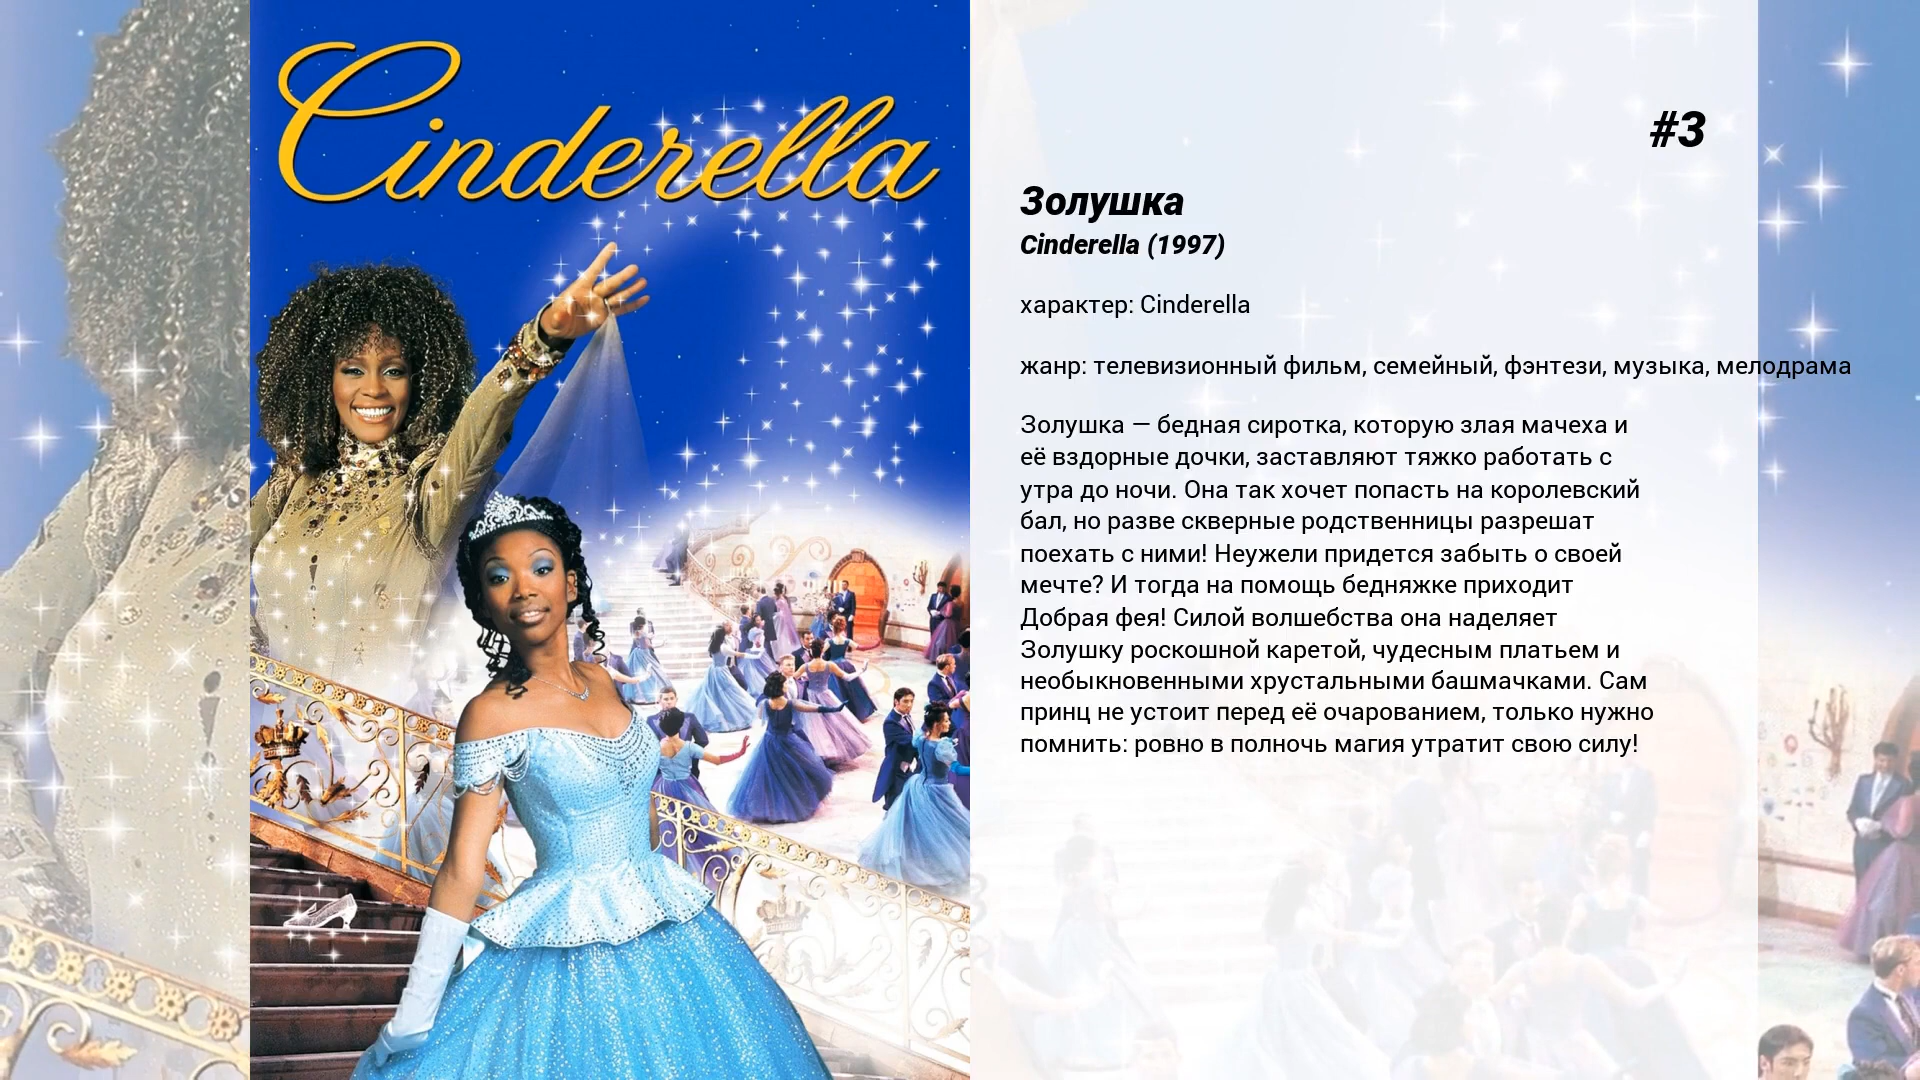 Cinderella
#3
Золушка
Cinderella (1997)
характер: Cinderella
жанр: телевизионный фильм, семейный, фэнтези, музыка, мелодрама
Золушка — бедная сиротка, которую злая мачеха и
её вздорные дочки, заставляют тяжко работать с
утра до ночи. Она так хочет попасть на королевский
бал, но разве скверные родственницы разрешат
поехать с ними! Неужели придется забыть о своей
мечте? И тогда на помощь бедняжке приходит
Добрая фея! Силой волшебства она наделяет
Золушку роскошной каретой, чудесным платьем и
необыкновенными хрустальными башмачками. Сам
принц не устоит перед её очарованием, только нужно
помнить: ровно в полночь магия утратит свою силу!